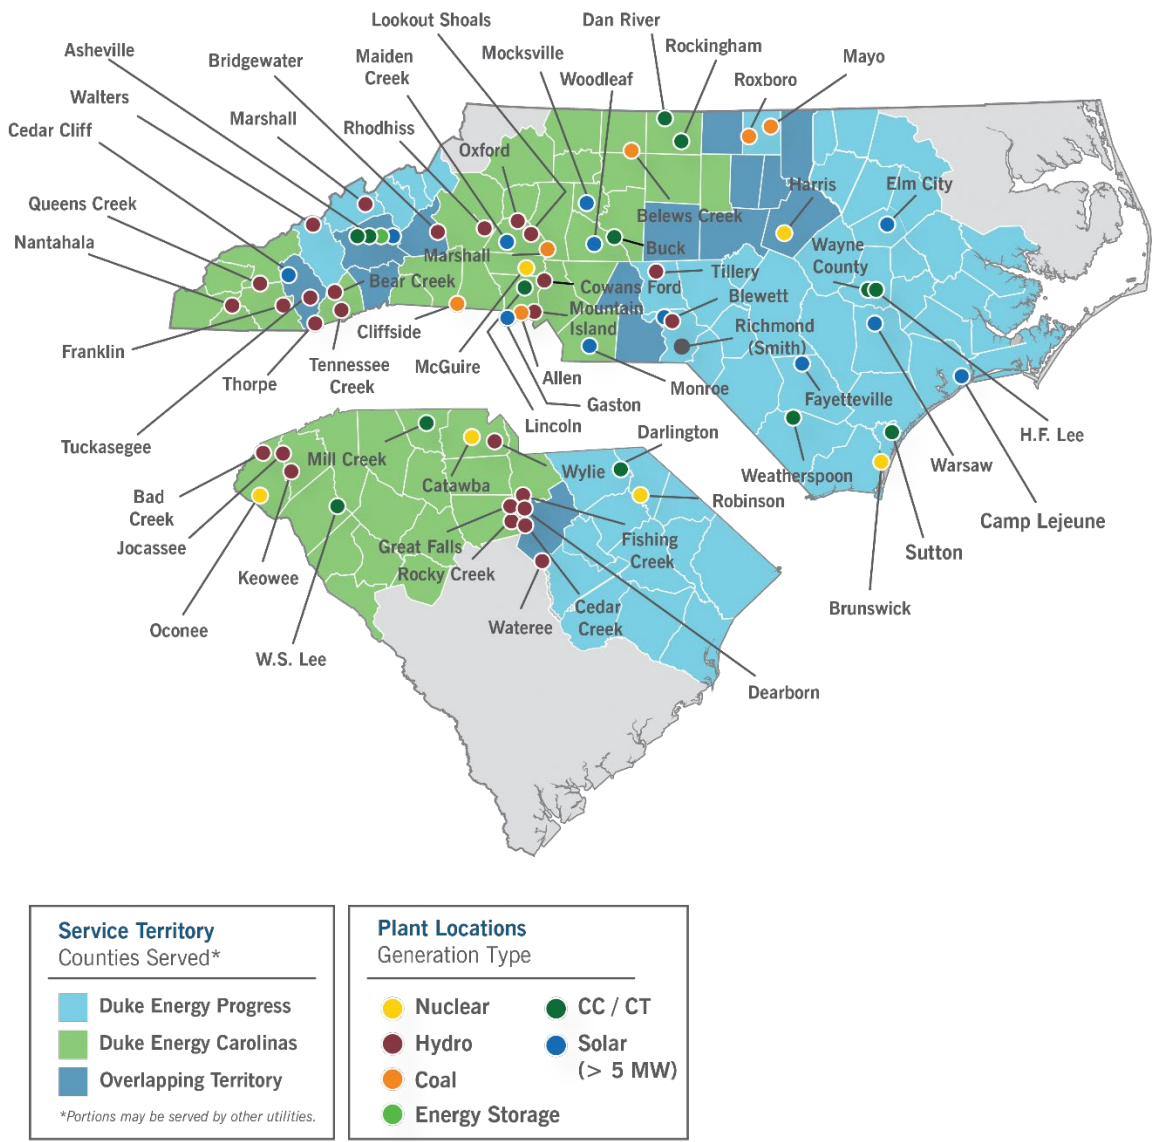 Lookout Shoals
Dan River
Asheville
Bridgewater
Maiden
Creek
Mocksville
Rockingham
Mayo
Woodleaf
Roxboro
Walters
Marshall
Rhodhiss
Cedar Cliff
Oxford
Harris
Elm City
Queens Creek
Belews Creek
Nantahala
Marshall
Buck
Wayne
County
Bear Creek
Cowans Ford
Tillery
Blewett
Mountain
Island
Richmond
(Smith)
Cliffside
Franklin
Tennessee
Creek
McGuire
Allen
Monroe
Thorpe
Fayetteville
Gaston
Lincoln
Tuckasegee
Darlington
H.F. Lee
Mill Creek
Wylie
Weatherspoon
Warsaw
Catawba
Bad
Creek
Robinson
Camp Lejeune
Jocassee
Great Falls
Fishing
Creek
Sutton
Keowee
Rocky Creek
Oconee
Wateree
Cedar
Creek
Brunswick
W.S. Lee
Dearborn
Service Territory
Counties Served*
Duke Energy Progress
Duke Energy Carolinas
Overlapping Territory
*Portions may be served by other utilities.
Plant Locations
Generation Type
Nuclear
Hydro
Coal
Energy Storage
CC / CT
Solar
(> 5 MW)